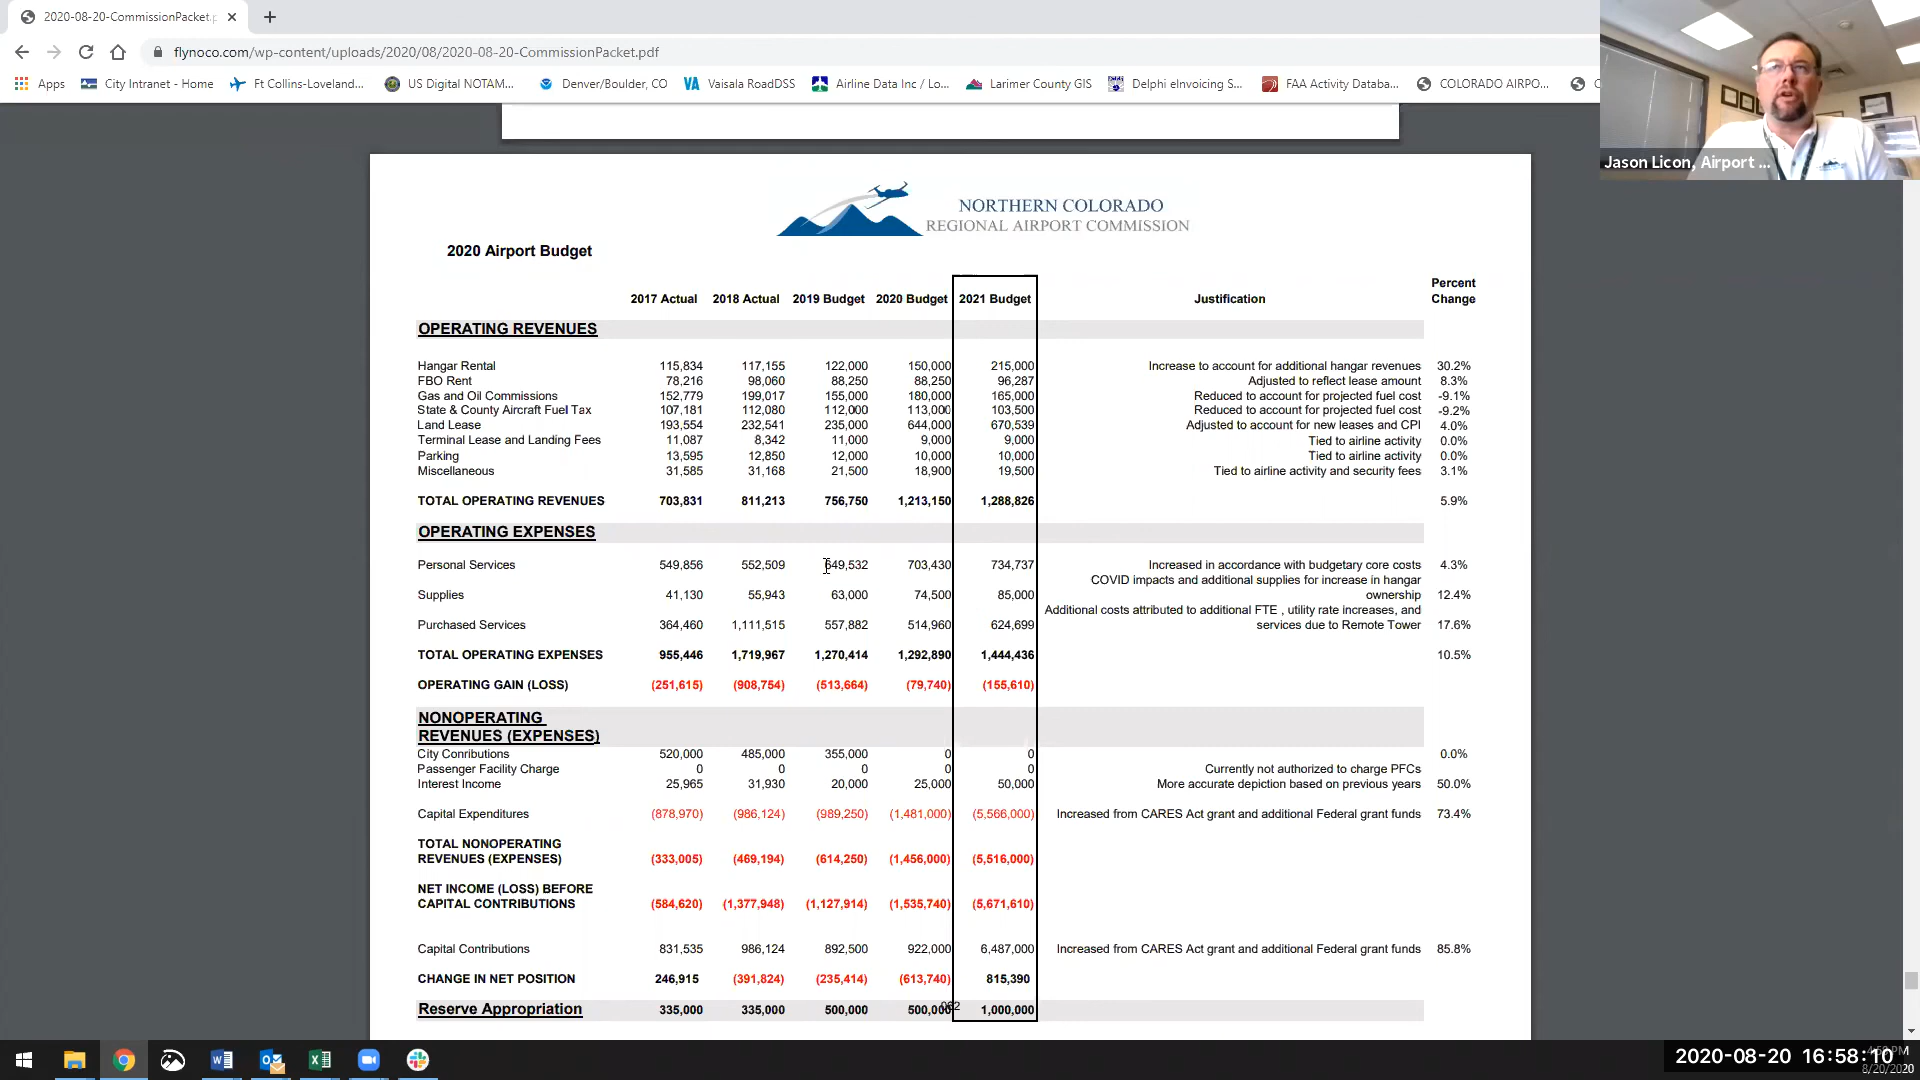 2020-08-20-CommissionPacket.p
flynoco.com/wp-content/uploads/2020/08/2020-08-20-CommissionPacket.pdf
Apps City Intranet - Home Ft Collins-Loveland... US Digital NOTAM... Denver/Boulder, CO Vaisala RoadDSS Airline Data Inc / Lo... Larimer County GIS Delphi eInvoicing S... FAA Activity Databa... COLORADO AIRPO...
Jason Licon, Airport ...
NORTHERN COLORADO
REGIONAL AIRPORT COMMISSION
2020 Airport Budget
2017 Actual 2018 Actual 2019 Budget 2020 Budget 2021 Budget Justification Percent Change
OPERATING REVENUES
Hangar Rental 115,834 117,155 122,000 150,000 215,000 Increase to account for additional hangar revenues 30.2%
FBO Rent 78,216 98,060 88,250 88,250 96,287 Adjusted to reflect lease amount 8.3%
Gas and Oil Commissions 152,779 199,017 155,000 180,000 165,000 Reduced to account for projected fuel cost -9.1%
State & County Aircraft Fuel Tax 107,181 112,080 112,000 113,000 103,500 Reduced to account for projected fuel cost -9.2%
Land Lease 193,554 232,541 235,000 644,000 670,539 Adjusted to account for new leases and CPI 4.0%
Terminal Lease and Landing Fees 11,087 8,342 11,000 9,000 9,000 Tied to airline activity 0.0%
Parking 13,595 12,850 12,000 10,000 10,000 Tied to airline activity 0.0%
Miscellaneous 31,585 31,168 21,500 18,900 19,500 Tied to airline activity and security fees 3.1%
TOTAL OPERATING REVENUES 703,831 811,213 756,750 1,213,150 1,288,826 5.9%
OPERATING EXPENSES
Personal Services 549,856 552,509 649,532 703,430 734,737 Increased in accordance with budgetary core costs 4.3%
COVID impacts and additional supplies for increase in hangar
Supplies 41,130 55,943 63,000 74,500 85,000 ownership 12.4%
Additional costs attributed to additional FTE , utility rate increases, and
Purchased Services 364,460 1,111,515 557,882 514,960 624,699 services due to Remote Tower 17.6%
TOTAL OPERATING EXPENSES 955,446 1,719,967 1,270,414 1,292,890 1,444,436 10.5%
OPERATING GAIN (LOSS) (251,615) (908,754) (513,664) (79,740) (155,610)
NONOPERATING
REVENUES (EXPENSES)
City Conributions 520,000 485,000 355,000 0 0 0.0%
Passenger Facility Charge 0 0 0 0 0 Currently not authorized to charge PFCs
Interest Income 25,965 31,930 20,000 25,000 50,000 More accurate depiction based on previous years 50.0%
Capital Expenditures (878,970) (986,124) (989,250) (1,481,000) (5,566,000) Increased from CARES Act grant and additional Federal grant funds 73.4%
TOTAL NONOPERATING
REVENUES (EXPENSES) (333,005) (469,194) (614,250) (1,456,000) (5,516,000)
NET INCOME (LOSS) BEFORE
CAPITAL CONTRIBUTIONS (584,620) (1,377,948) (1,127,914) (1,535,740) (5,671,610)
Capital Contributions 831,535 986,124 892,500 922,000 6,487,000 Increased from CARES Act grant and additional Federal grant funds 85.8%
CHANGE IN NET POSITION 246,915 (391,824) (235,414) (613,740) 815,390
Reserve Appropriation 335,000 335,000 500,000 500,000 1,000,000
2020-08-20 16:58:10
8/20/2020